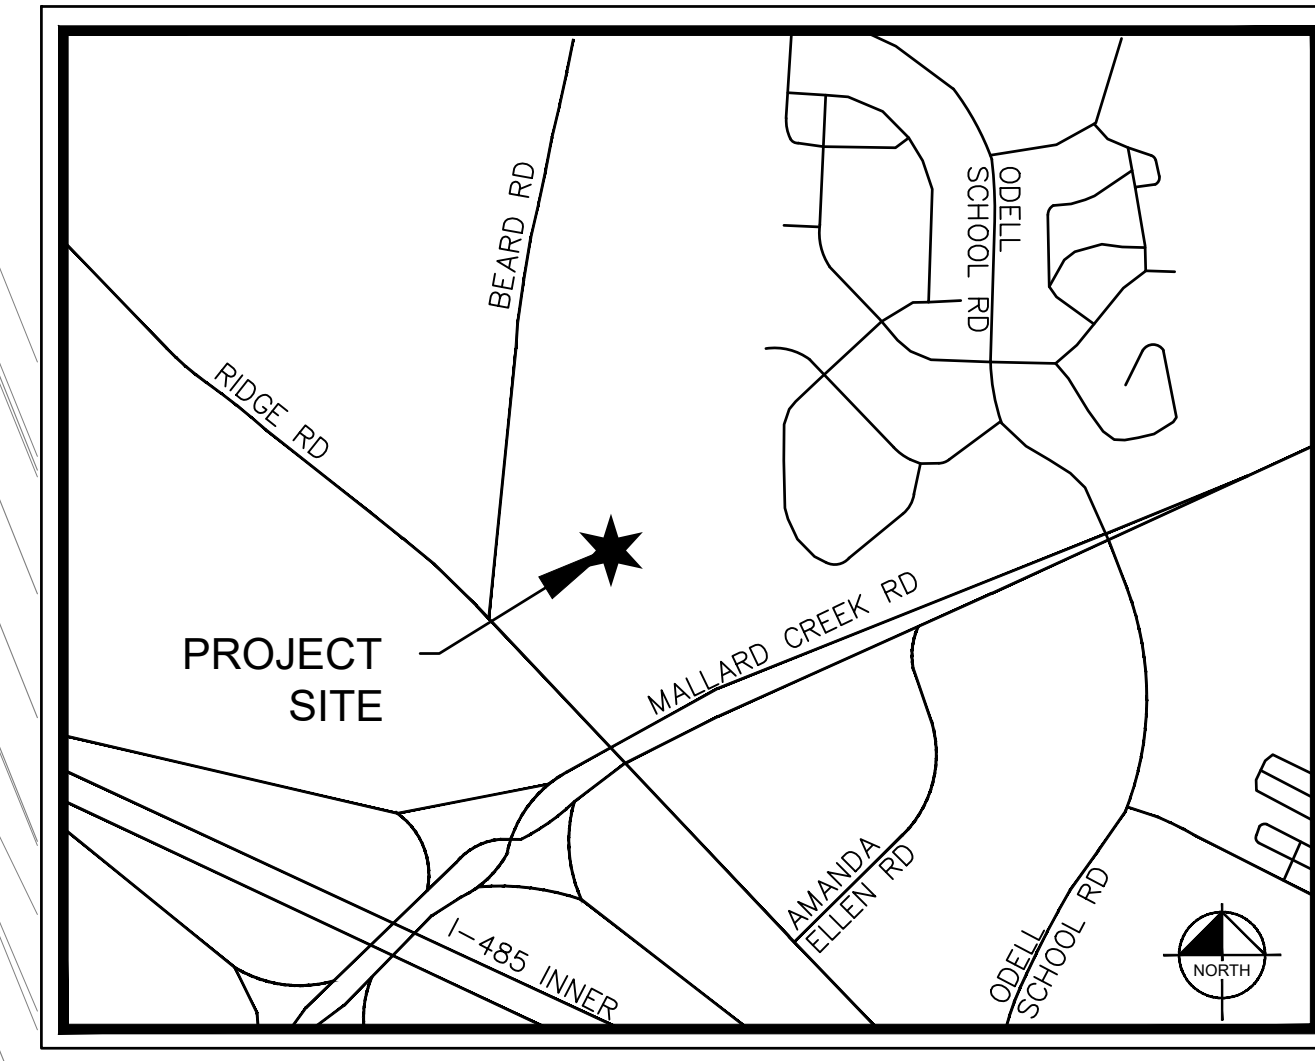 BEARD RD
ODELL
SCHOOL RD
RIDGE RD
PROJECT
SITE
MALLARD CREEK RD
AMANDA
ELLEN RD
ODELL
SCHOOL RD
I-485 INNER
NORTH